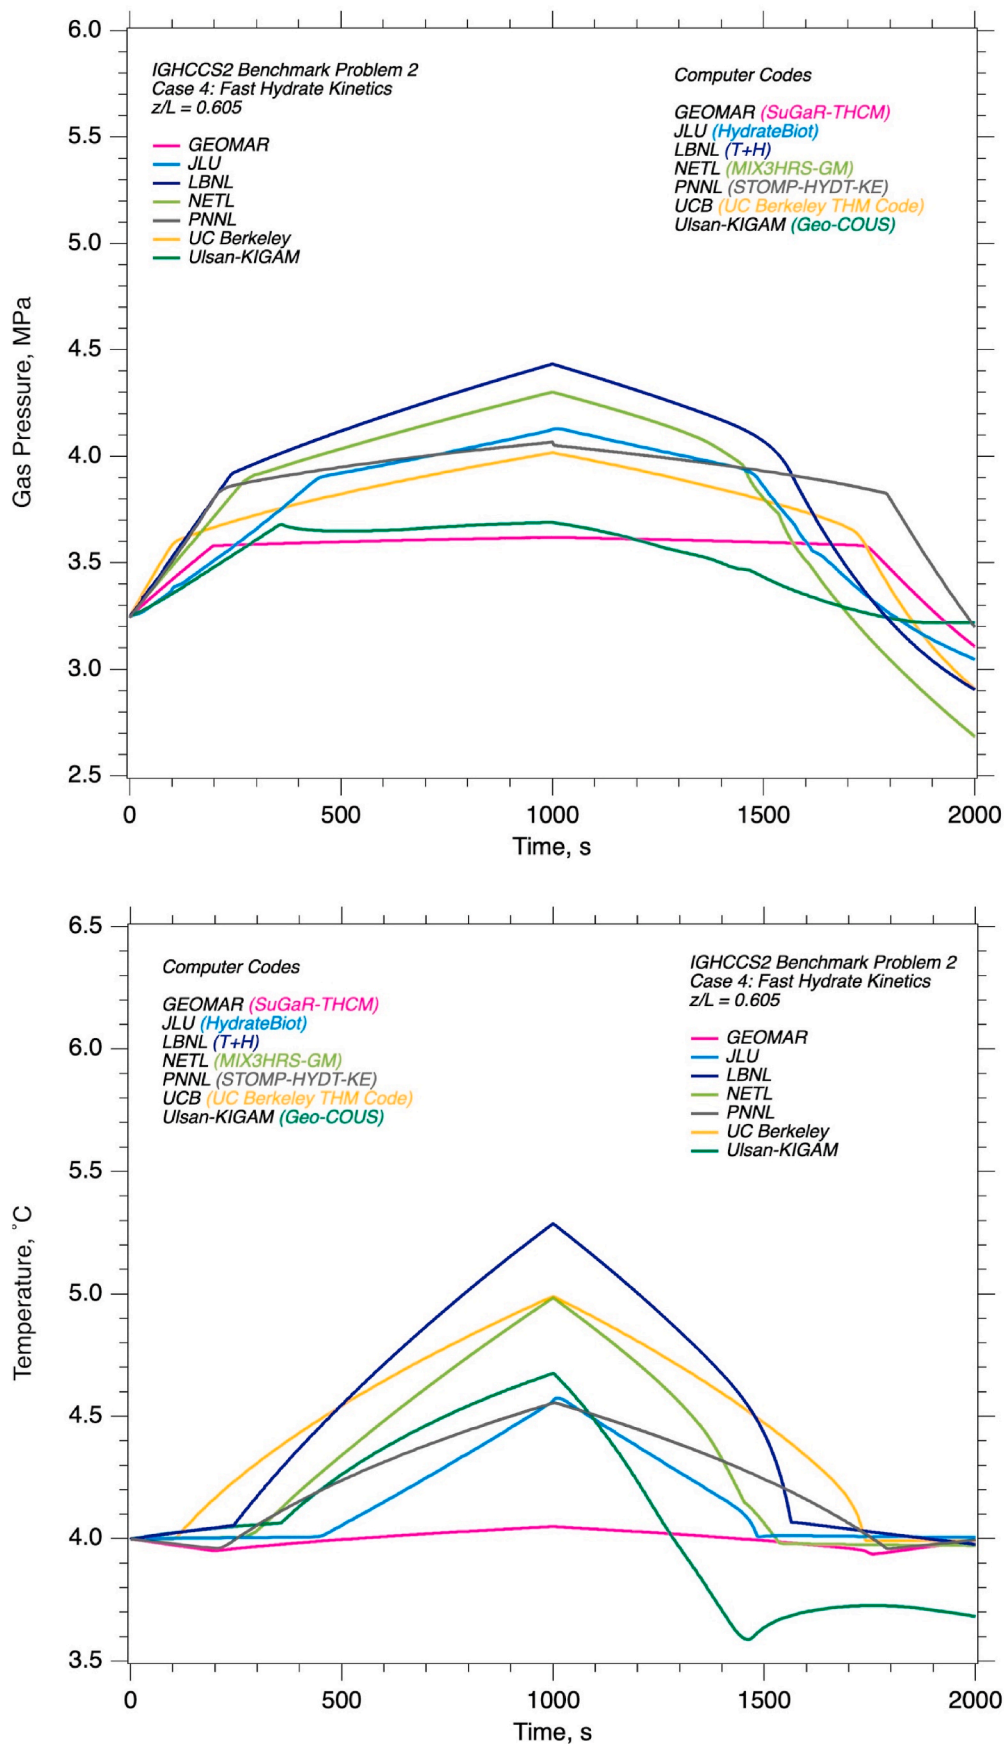 6.0
5.5
5.0
4.5
4.0
3.5
3.0
2.5
Gas Pressure, MPa
IGHCCS2 Benchmark Problem 2
Case 4: Fast Hydrate Kinetics
z/L = 0.605
GEOMAR
JLU
LBNL
NETL
PNNL
UC Berkeley
Ulsan-KIGAM
Computer Codes
GEOMAR (SuGaR-THCM)
JLU (HydrateBiot)
LBNL (T+H)
NETL (MIX3HRS-GM)
PNNL (STOMP-HYDT-KE)
UCB (UC Berkeley THM Code)
Ulsan-KIGAM (Geo-COUS)
0 500 1000 1500 2000
Time, s
6.5
6.0
5.5
5.0
4.5
4.0
3.5
Temperature, °C
Computer Codes
GEOMAR (SuGaR-THCM)
JLU (HydrateBiot)
LBNL (T+H)
NETL (MIX3HRS-GM)
PNNL (STOMP-HYDT-KE)
UCB (UC Berkeley THM Code)
Ulsan-KIGAM (Geo-COUS)
IGHCCS2 Benchmark Problem 2
Case 4: Fast Hydrate Kinetics
z/L = 0.605
GEOMAR
JLU
LBNL
NETL
PNNL
UC Berkeley
Ulsan-KIGAM
0 500 1000 1500 2000
Time, s